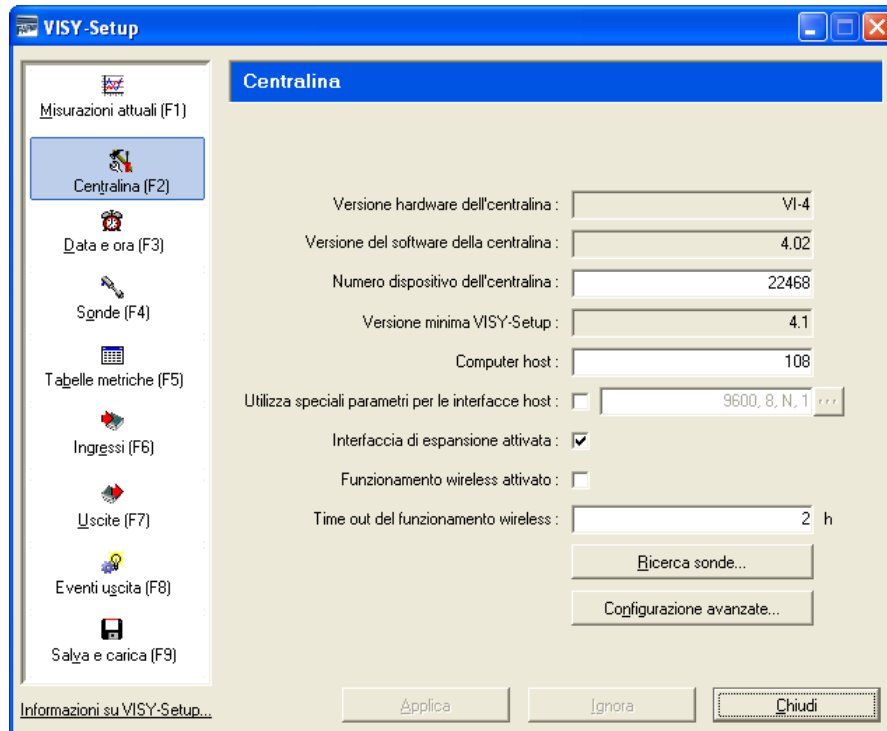 VISY-Setup
Misurazioni attuali (F1)
Centralina (F2)
Data e ora (F3)
Sonde (F4)
Tabelle metriche (F5)
Ingressi (F6)
Uscite (F7)
Eventi uscita (F8)
Salva e carica (F9)
Informazioni su VISY-Setup...
Centralina
Versione hardware dell'centralina : VI-4
Versione del software della centralina : 4.02
Numero dispositivo dell'centralina : 22468
Versione minima VISY-Setup : 4.1
Computer host : 108
Utilizza speciali parametri per le interfacce host : 9600, 8, N, 1 ...
Interfaccia di espansione attivata :
Funzionamento wireless attivato :
Time out del funzionamento wireless : 2 h
Ricerca sonde...
Configurazione avanzate...
Applica Ignora Chiudi